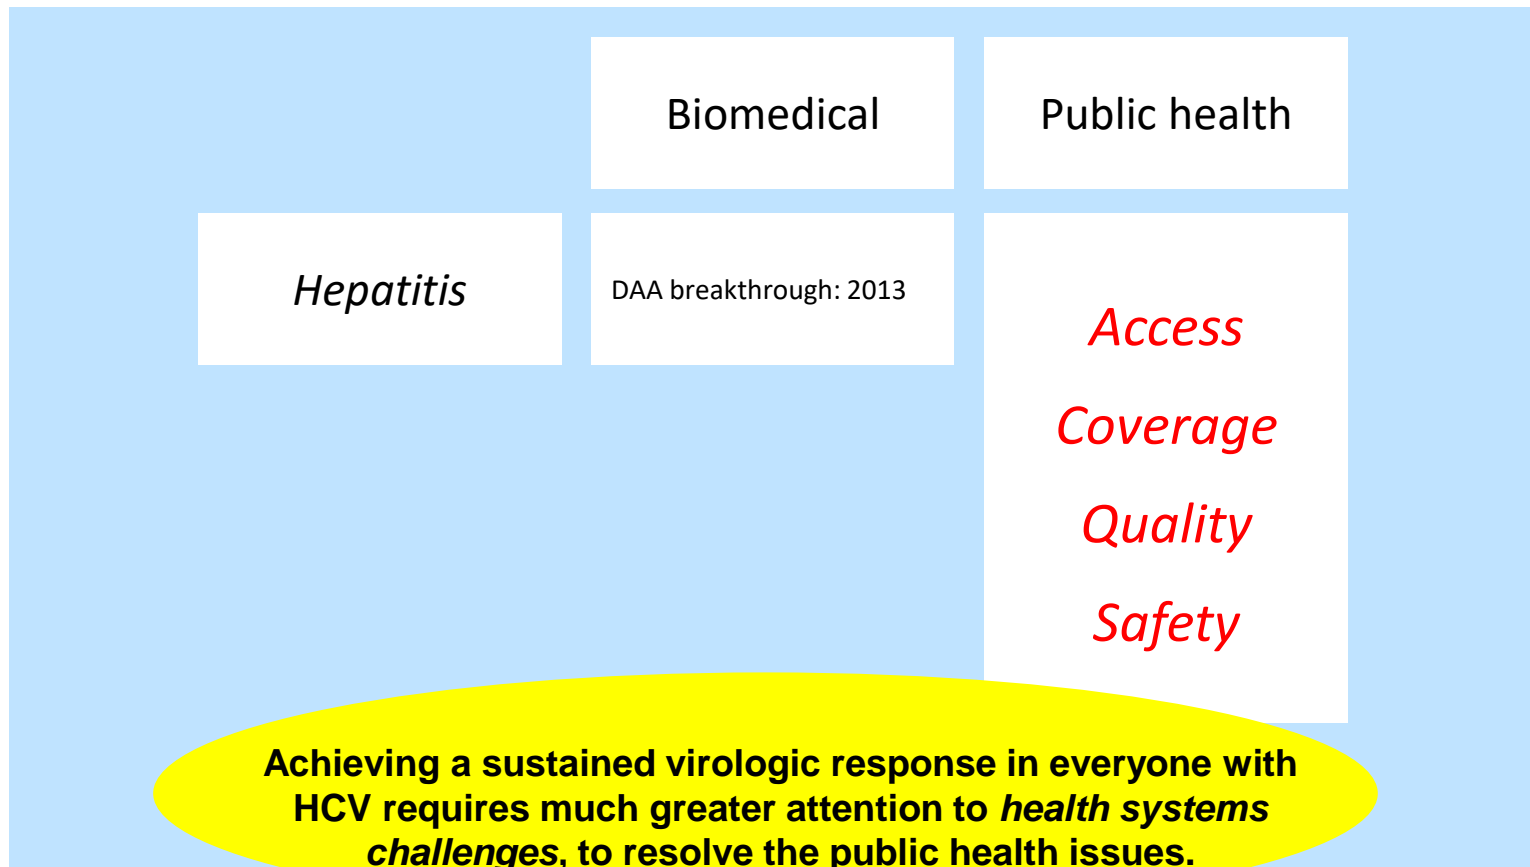 Biomedical
Public health
Hepatitis
DAA breakthrough: 2013
Access
Coverage
Quality
Safety
Achieving a sustained virologic response in everyone with
HCV requires much greater attention to health systems
challenges, to resolve the public health issues.